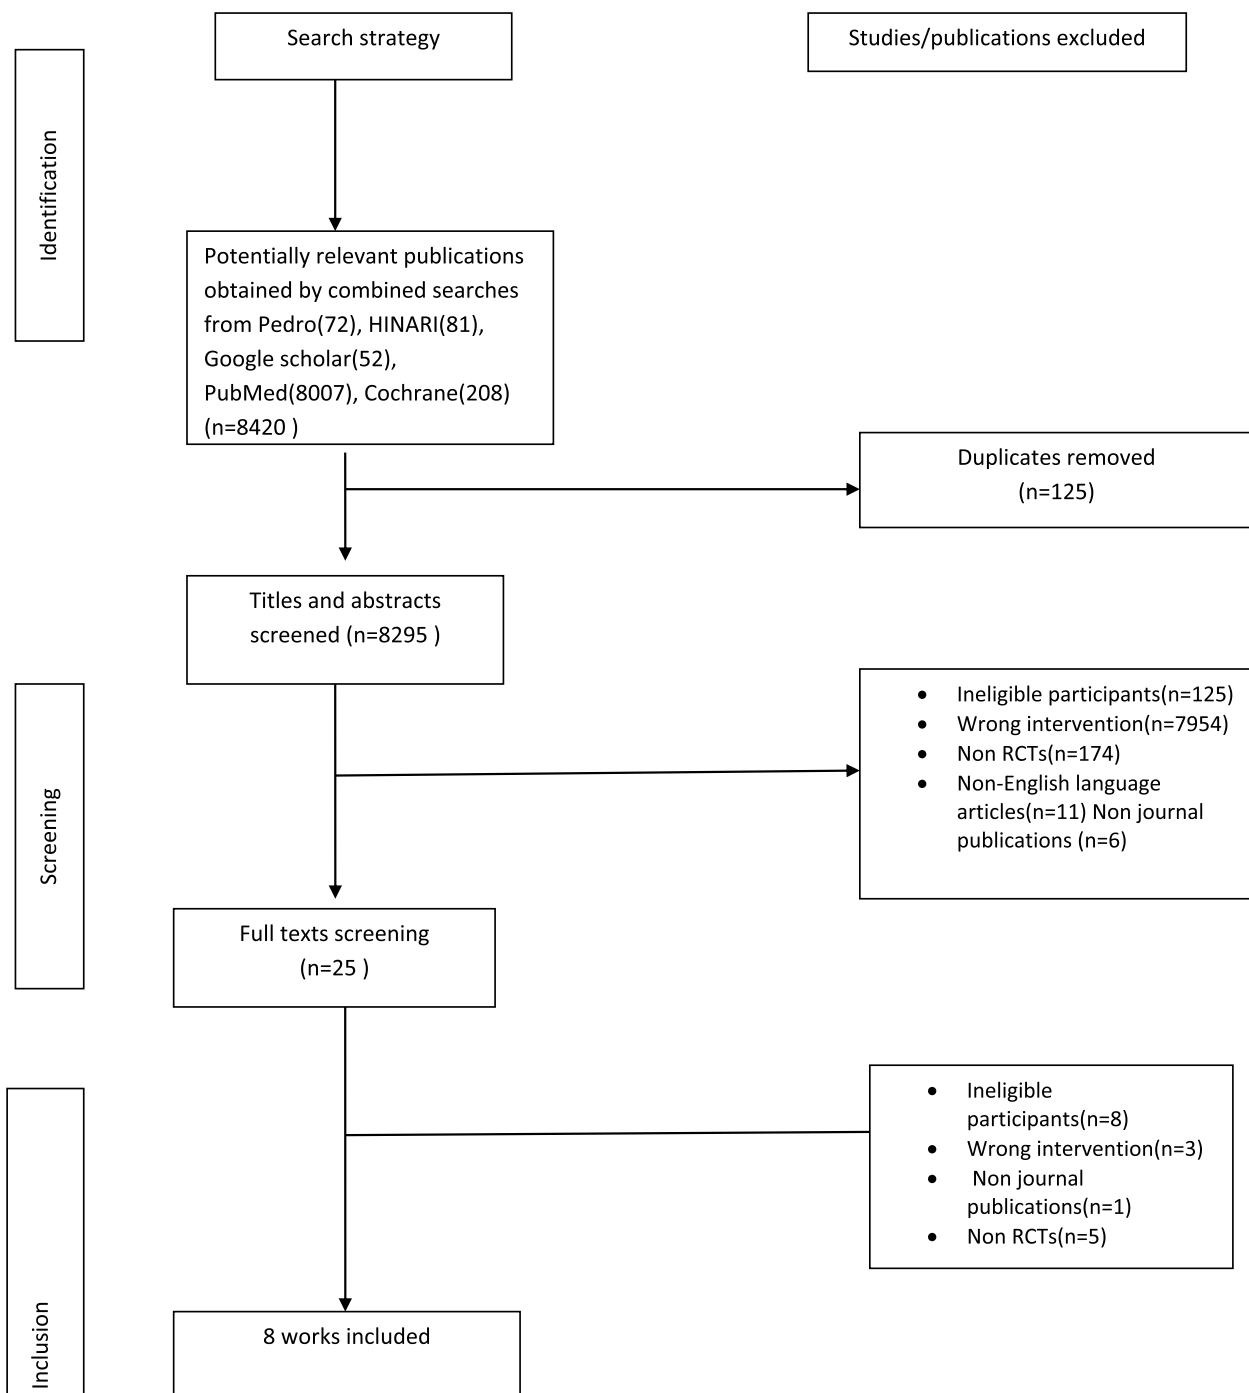 Search strategy
Studies/publications excluded
Identification
Potentially relevant publications
obtained by combined searches
from Pedro(72), HINARI(81),
Google scholar(52),
PubMed(8007), Cochrane(208)
(n=8420 )
Duplicates removed
(n=125)
Titles and abstracts
screened (n=8295 )
Screening
• Ineligible participants(n=125)
• Wrong intervention(n=7954)
• Non RCTs(n=174)
• Non-English language
articles(n=11) Non journal
publications (n=6)
Full texts screening
(n=25 )
Inclusion
• Ineligible
participants(n=8)
• Wrong intervention(n=3)
• Non journal
publications(n=1)
• Non RCTs(n=5)
8 works included